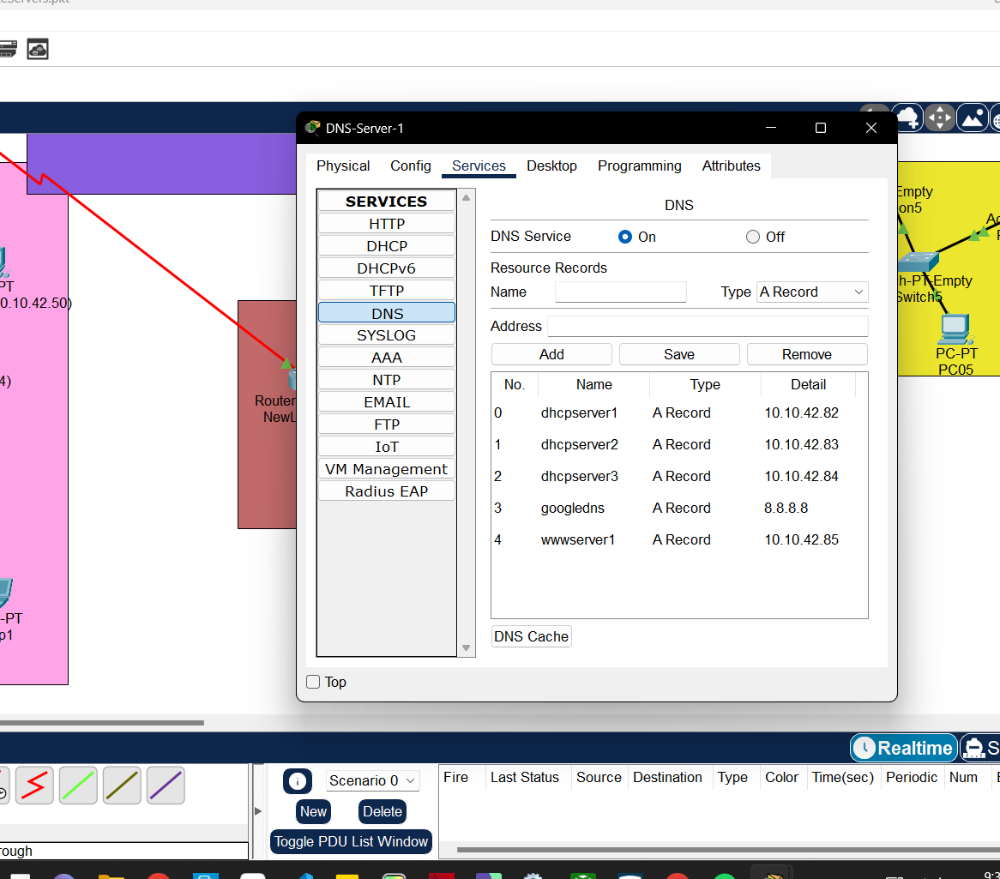 eServers.pkt
DNS-Server-1
Physical Config Services Desktop Programming Attributes
SERVICES
HTTP
DHCP
DHCPv6
TFTP
DNS
SYSLOG
AAA
NTP
EMAIL
FTP
IoT
VM Management
Radius EAP
DNS
DNS Service On Off
Resource Records
Name Type A Record
Address
Add Save Remove
No. Name Type Detail
0 dhcpserver1 A Record 10.10.42.82
1 dhcpserver2 A Record 10.10.42.83
2 dhcpserver3 A Record 10.10.42.84
3 googledns A Record 8.8.8.8
4 wwwserver1 A Record 10.10.42.85
DNS Cache
Top
PT
0.10.42.50)
4)
-PT
p1
Router
NewL
Empty
on5
h-PT-Empty
Switch5
PC-PT
PC05
Realtime S
Scenario 0
New Delete
Toggle PDU List Window
Fire Last Status Source Destination Type Color Time(sec) Periodic Num E
rough
9:3